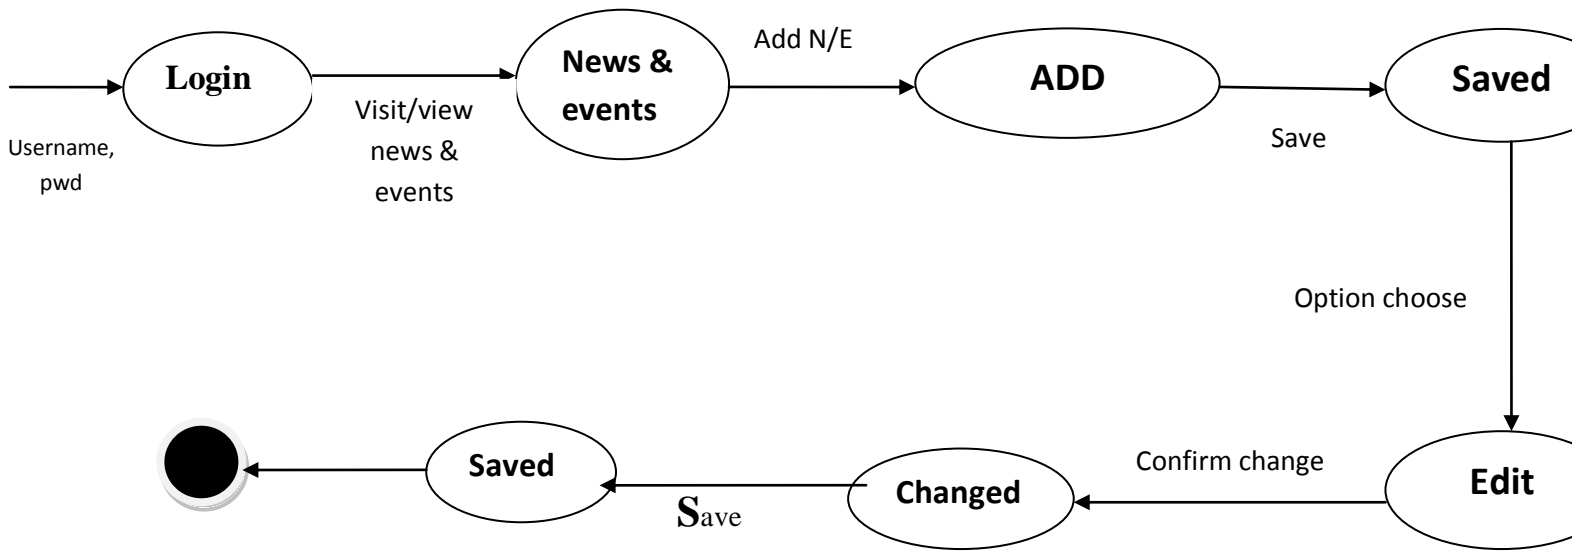 Login
News &
events
Add N/E
ADD
Saved
Username,
pwd
Visit/view
news &
events
Save
Option choose
Saved
Save
Changed
Confirm change
Edit